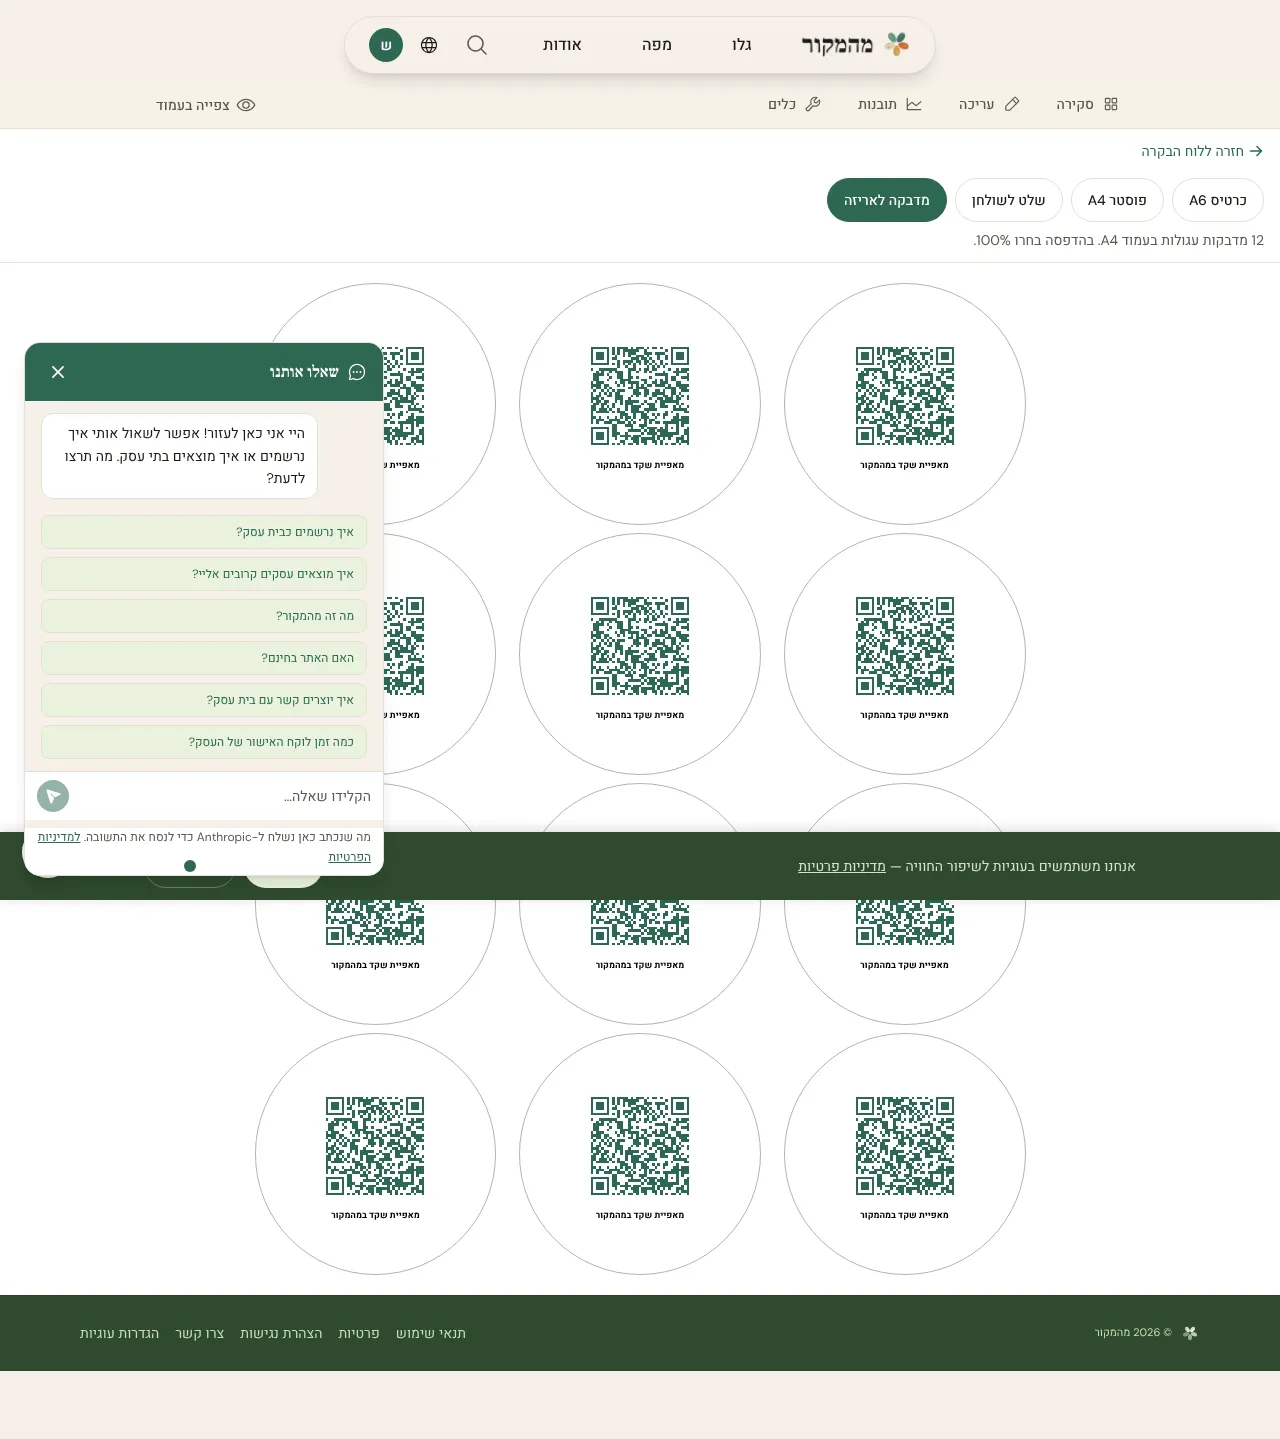 מהמקור
גלו
מפה
אודות
ש
סקירה
עריכה
תובנות
כלים
צפייה בעמוד
→ חזרה ללוח הבקרה
כרטיס A6
פוסטר A4
שלט לשולחן
מדבקה לאריזה
12 מדבקות עגולות בעמוד A4. בהדפסה בחרו 100%.
מאפיית שקד במהמקור
מאפיית שקד במהמקור
מאפיית ש
מאפיית שקד במהמקור
מאפיית שקד במהמקור
מאפיית ש
שאלו אותנו
היי אני כאן לעזור! אפשר לשאול אותי איך
נרשמים או איך מוצאים בתי עסק. מה תרצו
לדעת?
איך נרשמים כבית עסק?
איך מוצאים עסקים קרובים אליי?
מה זה מהמקור?
האם האתר בחינם?
איך יוצרים קשר עם בית עסק?
כמה זמן לוקח האישור של העסק?
הקלידו שאלה...
מה שנכתב כאן נשלח ל-Anthropic כדי לנסח את התשובה. למדיניות
הפרטיות
אנחנו משתמשים בעוגיות לשיפור החוויה — מדיניות פרטיות
מאפיית שקד במהמקור
מאפיית שקד במהמקור
מאפיית שקד במהמקור
מאפיית שקד במהמקור
מאפיית שקד במהמקור
מאפיית שקד במהמקור
© 2026 מהמקור
תנאי שימוש
פרטיות
הצהרת נגישות
צרו קשר
הגדרות עוגיות